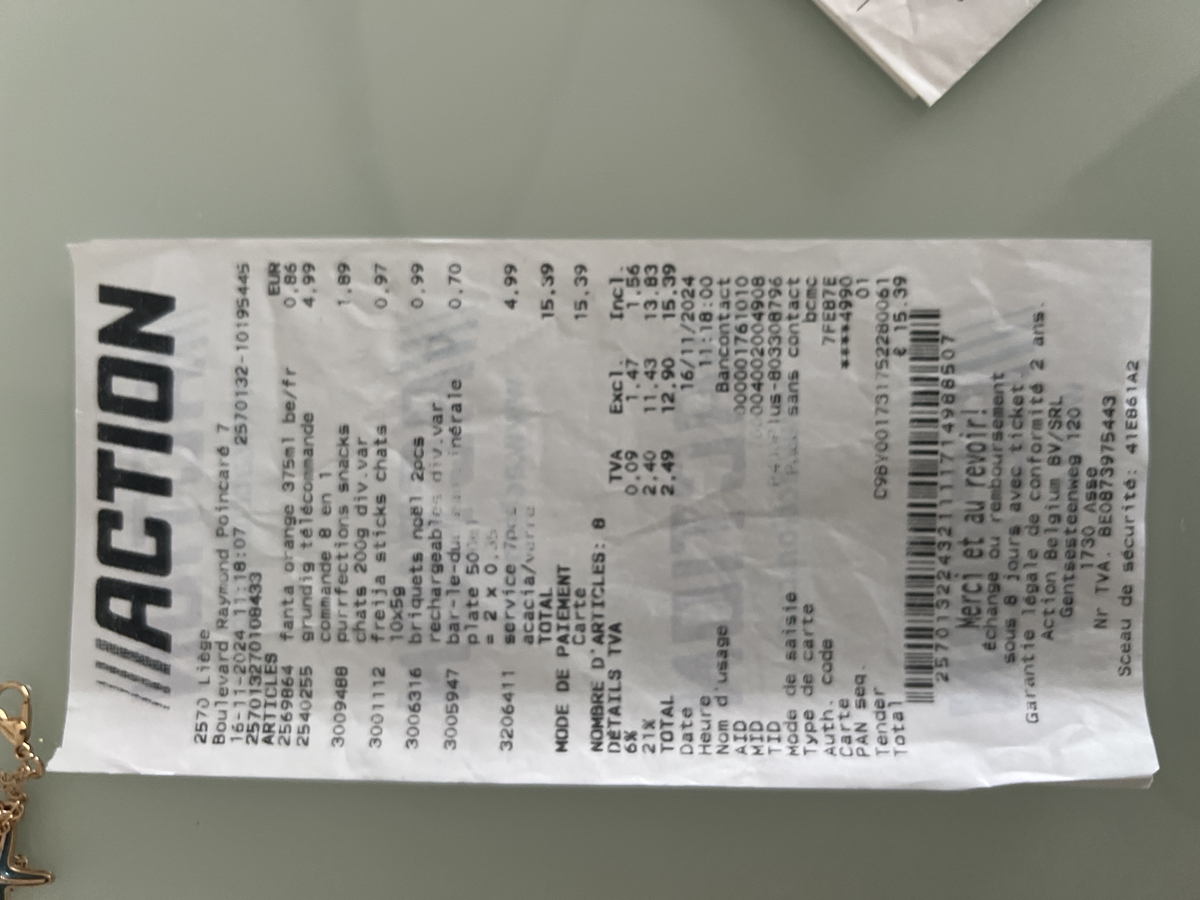 ACTION
2570 Liège
Boulevard Raymond Poincaré 7
16-11-2024 11:18:07 2570132-10195445
2570132701084​33
ARTICLES EUR
2569864 fanta orange 375ml be/fr 0.86
2540255 grundig télécommande 4.99
commande 8 en 1
3009488 purrfections snacks 1.89
chats 200g div.var
3001112 freija sticks chats 0.97
10x5g
3006316 briquets noël 2pcs 0.99
rechargeables div.var.
3005947 bar-le-duc 0.70
plate
= 2 x 0.35
3206411 service 7pcs 4.99
acacia/verre
TOTAL 15.39
MODE DE PAIEMENT
Carte 15.39
NOMBRE D'ARTICLES: 8
DÉTAILS TVA TVA Excl. Incl.
6% 0.09 1.47 1.56
21% 2.40 11.43 13.83
TOTAL 2.49 12.90 15.39
Date 16/11/2024
Heure 11:18:00
Nom d'usage Bancontact
AID
MID
TID
Mode de saisie sans contact
Type de carte bcmc
Auth. code 7FEB7E
Carte ****4990
PAN seq. 01
Tender C98V001731752280061
Total € 15.39
257013224321111714988507
Merci et au revoir!
échange ou remboursement
sous 8 jours avec ticket.
Garantie légale de conformité 2 ans.
Action Belgium BV/SRL
Gentsesteenweg 120
1730 Asse
Nr TVA. BE0873975443
Sceau de sécurité: 41E861A2